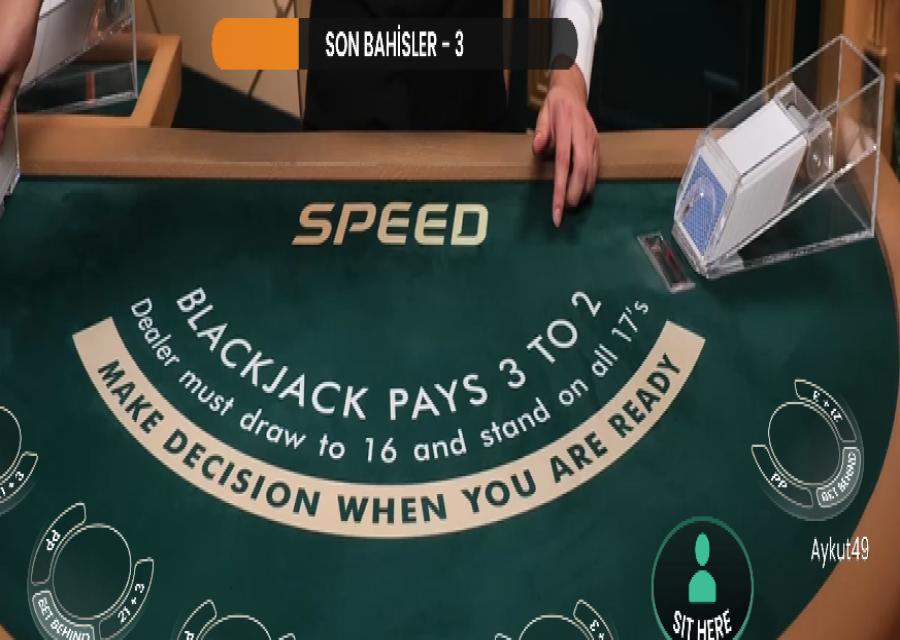 SON BAHİSLER - 3
SPEED
BLACKJACK PAYS 3 TO 2
Dealer must draw to 16 and stand on all 17's
MAKE DECISION WHEN YOU ARE READY
21+3
PP
BET BEHIND
Aykut49
PP
21+3
BET BEHIND
SIT HERE